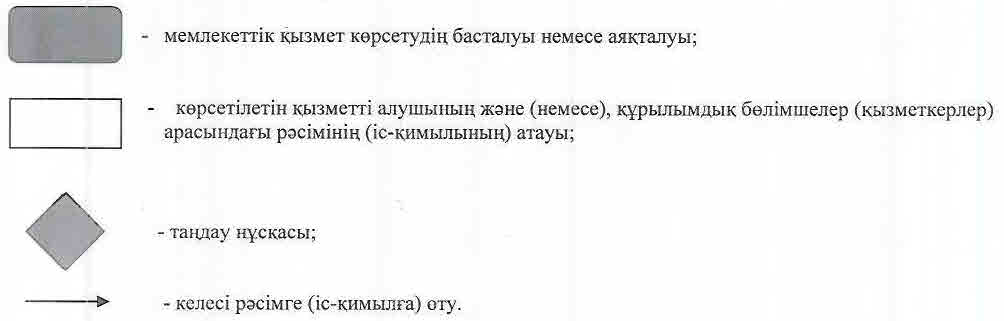 - мемлекеттік қызмет көрсетудің басталуы немесе аяқталуы;
- көрсетілетін қызметті алушының және (немесе), құрылымдық бөлімшелер (қызметкерлер)
арасындағы рәсімінің (іс-қимылының) атауы;
- таңдау нұсқасы;
- келесі рәсімге (іс-қимылға) өту.